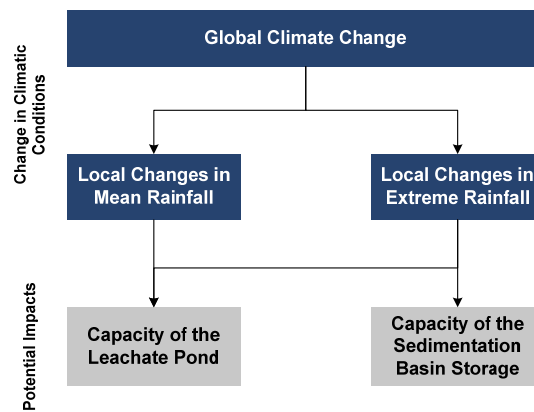 Global Climate Change
Change in Climatic
Conditions
Local Changes in
Mean Rainfall
Local Changes in
Extreme Rainfall
Potential Impacts
Capacity of the
Leachate Pond
Capacity of the
Sedimentation
Basin Storage